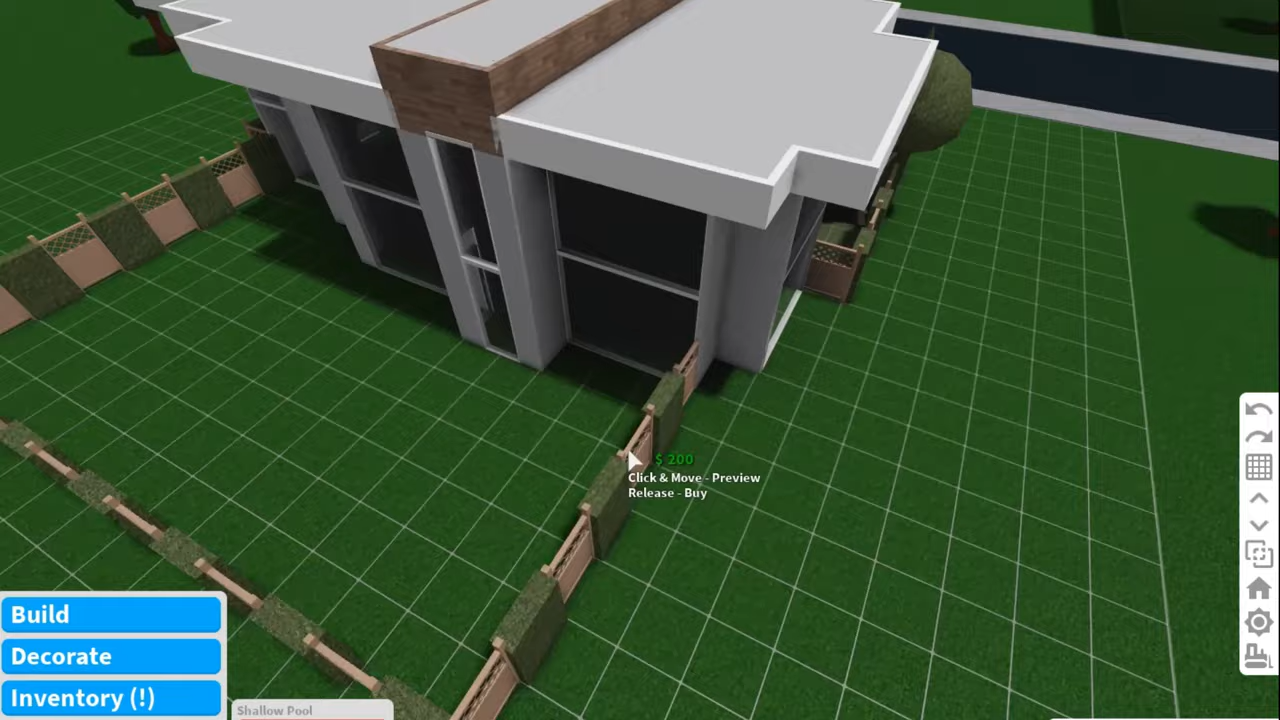 $ 200
Click & Move - Preview
Release - Buy
Build
Decorate
Inventory (!)
Shallow Pool